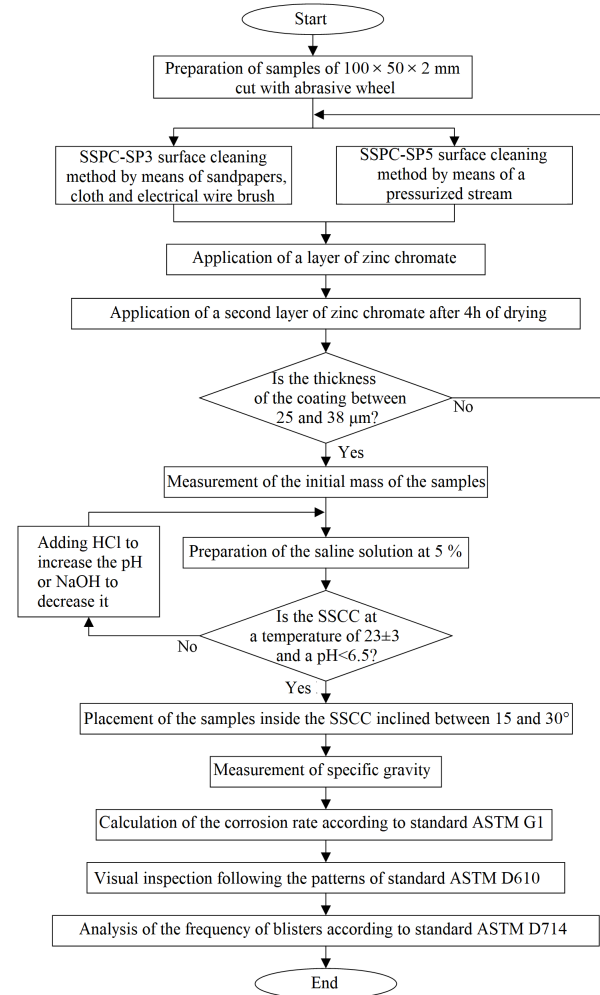 Start
Preparation of samples of 100 × 50 × 2 mm
cut with abrasive wheel
SSPC-SP3 surface cleaning
method by means of sandpapers,
cloth and electrical wire brush
SSPC-SP5 surface cleaning
method by means of a
pressurized stream
Application of a layer of zinc chromate
Application of a second layer of zinc chromate after 4h of drying
Is the thickness
of the coating between
25 and 38 μm?
No
Yes
Measurement of the initial mass of the samples
Adding HCl to
increase the pH
or NaOH to
decrease it
Preparation of the saline solution at 5 %
Is the SSCC at
a temperature of 23±3
and a pH<6.5?
No
Yes
Placement of the samples inside the SSCC inclined between 15 and 30°
Measurement of specific gravity
Calculation of the corrosion rate according to standard ASTM G1
Visual inspection following the patterns of standard ASTM D610
Analysis of the frequency of blisters according to standard ASTM D714
End